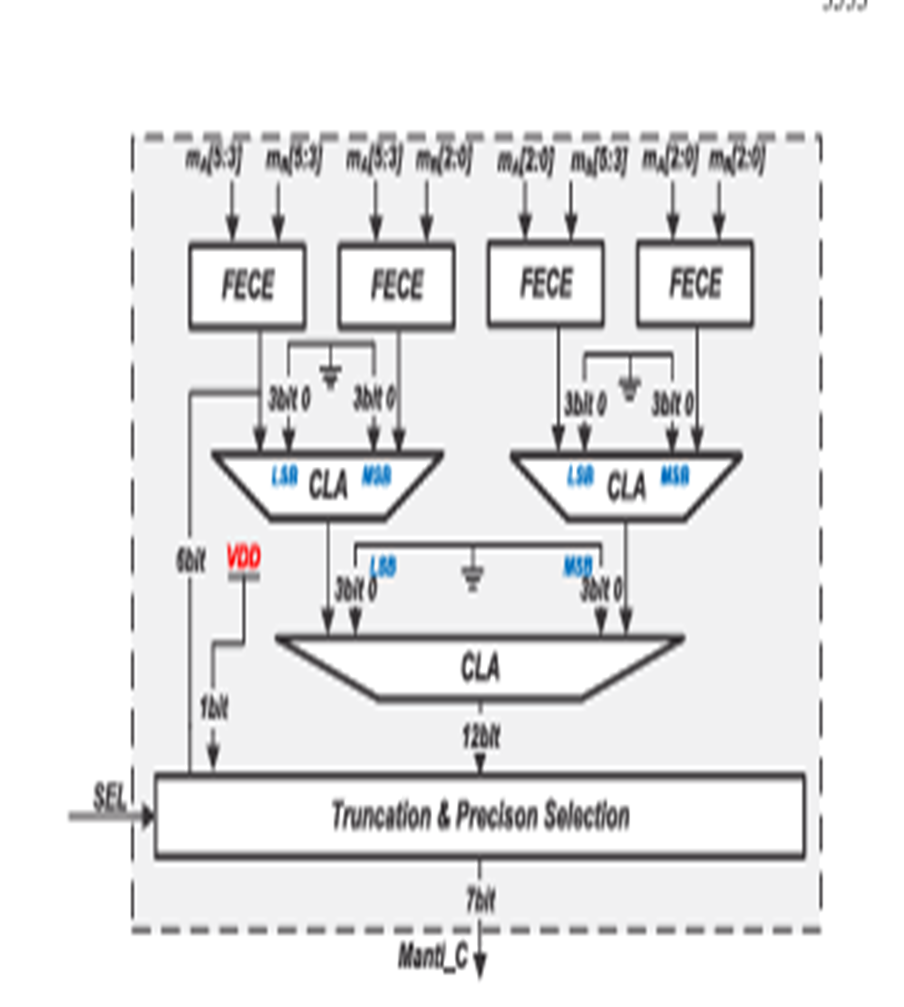 mA[5:3] mB[5:3] mA[5:3] mB[2:0] mA[2:0] mB[5:3] mA[2:0] mB[2:0]
FECE FECE FECE FECE
3bit 0 3bit 0 3bit 0 3bit 0
LSB CLA MSB LSB CLA MSB
6bit VDD LSB MSB
3bit 0 3bit 0
CLA
1bit
12bit
SEL
Truncation & Precison Selection
7bit
Manti_C